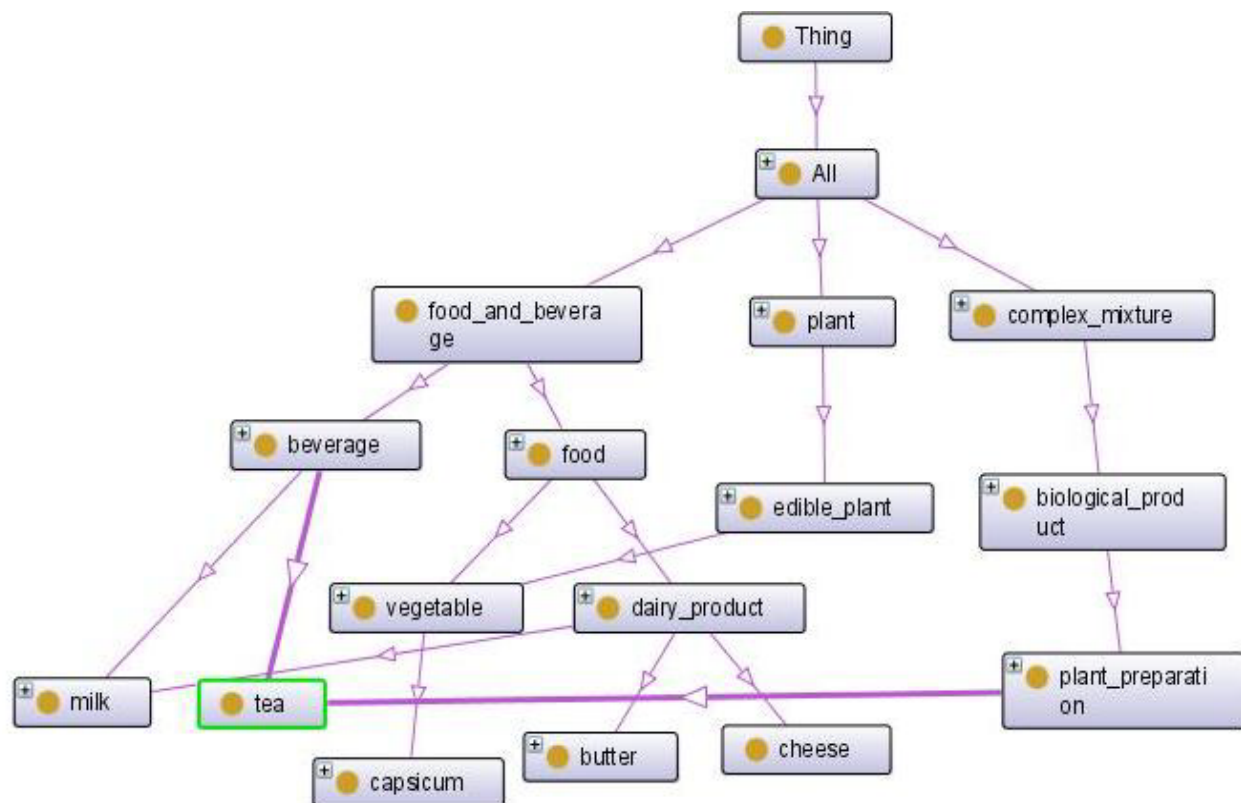 Thing
All
food_and_bevera
ge
plant
complex_mixture
beverage
food
edible_plant
biological_prod
uct
vegetable
dairy_product
milk
tea
plant_preparati
on
capsicum
butter
cheese